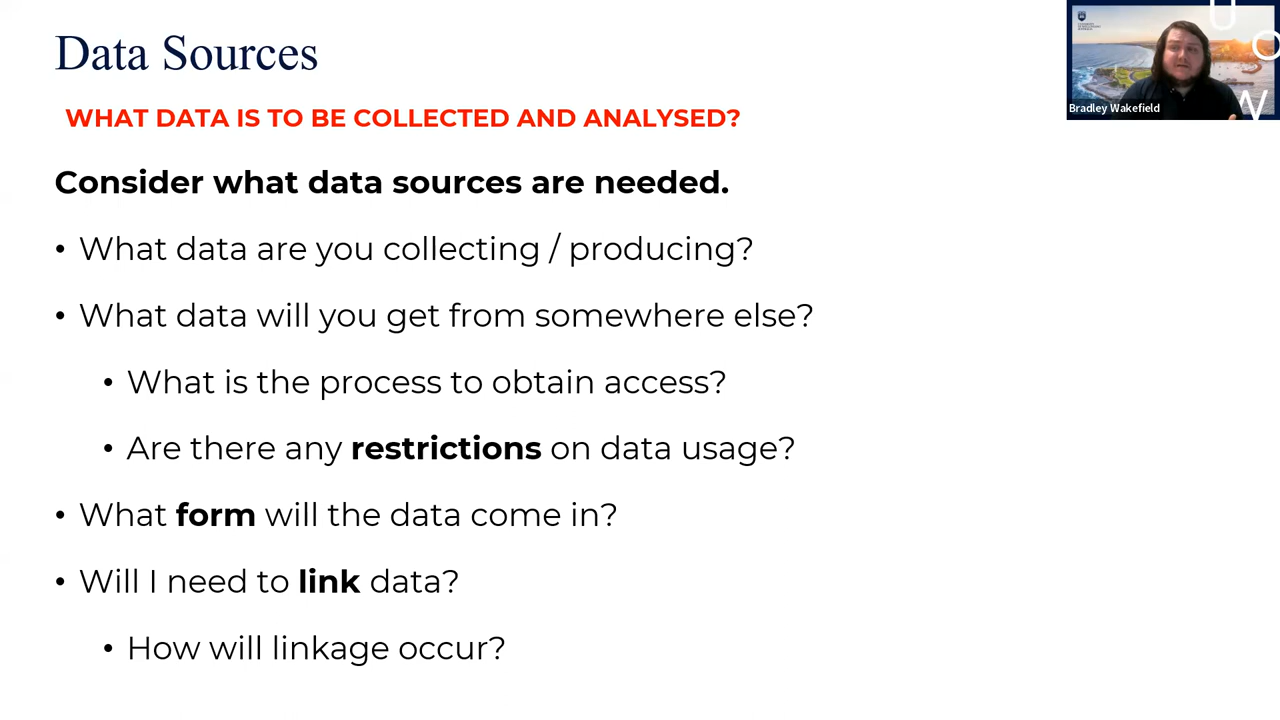 Data Sources
WHAT DATA IS TO BE COLLECTED AND ANALYSED?
Consider what data sources are needed.
• What data are you collecting / producing?
• What data will you get from somewhere else?
• What is the process to obtain access?
• Are there any restrictions on data usage?
• What form will the data come in?
• Will I need to link data?
• How will linkage occur?
U
O
W
Bradley Wakefield